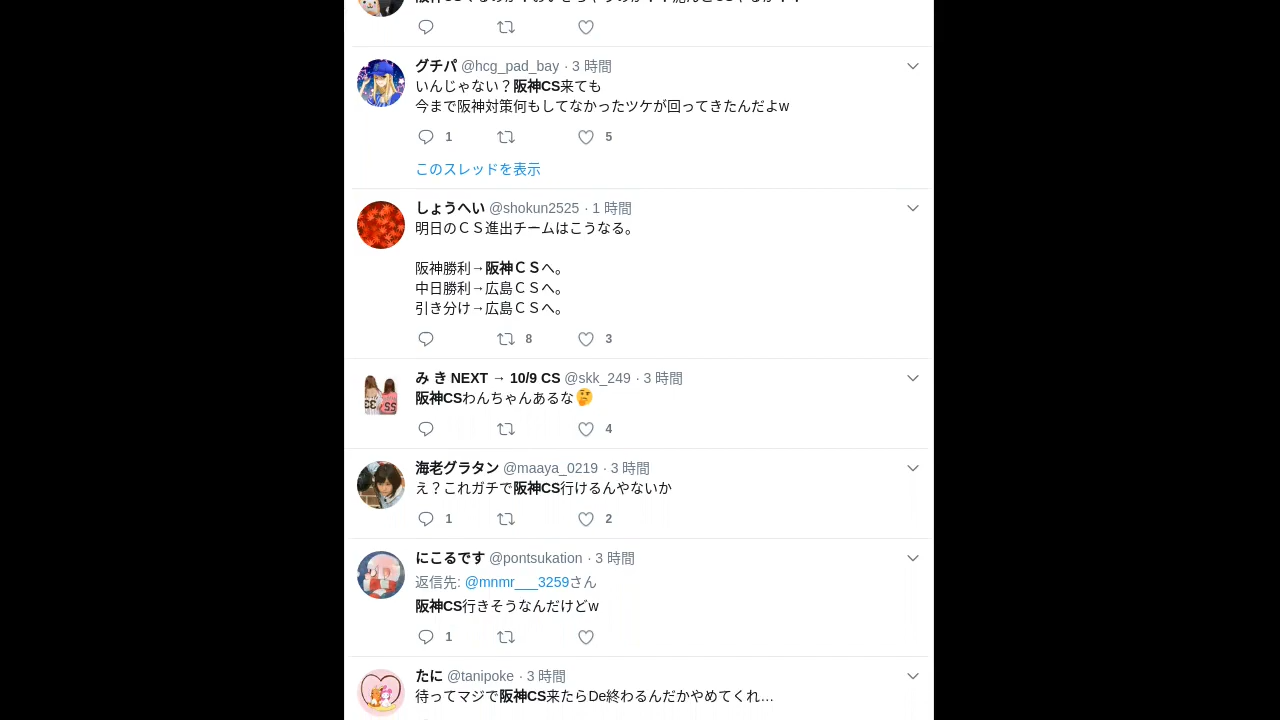 グチパ @hcg_pad_bay · 3 時間
いんじゃない？阪神CS来ても
今まで阪神対策何もしてなかったツケが回ってきたんだよw
1 5
このスレッドを表示
しょうへい @shokun2525 · 1 時間
明日のＣＳ進出チームはこうなる。
阪神勝利→阪神ＣＳへ。
中日勝利→広島ＣＳへ。
引き分け→広島ＣＳへ。
8 3
み き NEXT → 10/9 CS @skk_249 · 3 時間
阪神CSわんちゃんあるな🤔
4
海老グラタン @maaya_0219 · 3 時間
え？これガチで阪神CS行けるんやないか
1 2
にこるです @pontsukation · 3 時間
返信先: @mnmr___3259さん
阪神CS行きそうなんだけどw
1
たに @tanipoke · 3 時間
待ってマジで阪神CS来たらDe終わるんだかやめてくれ…